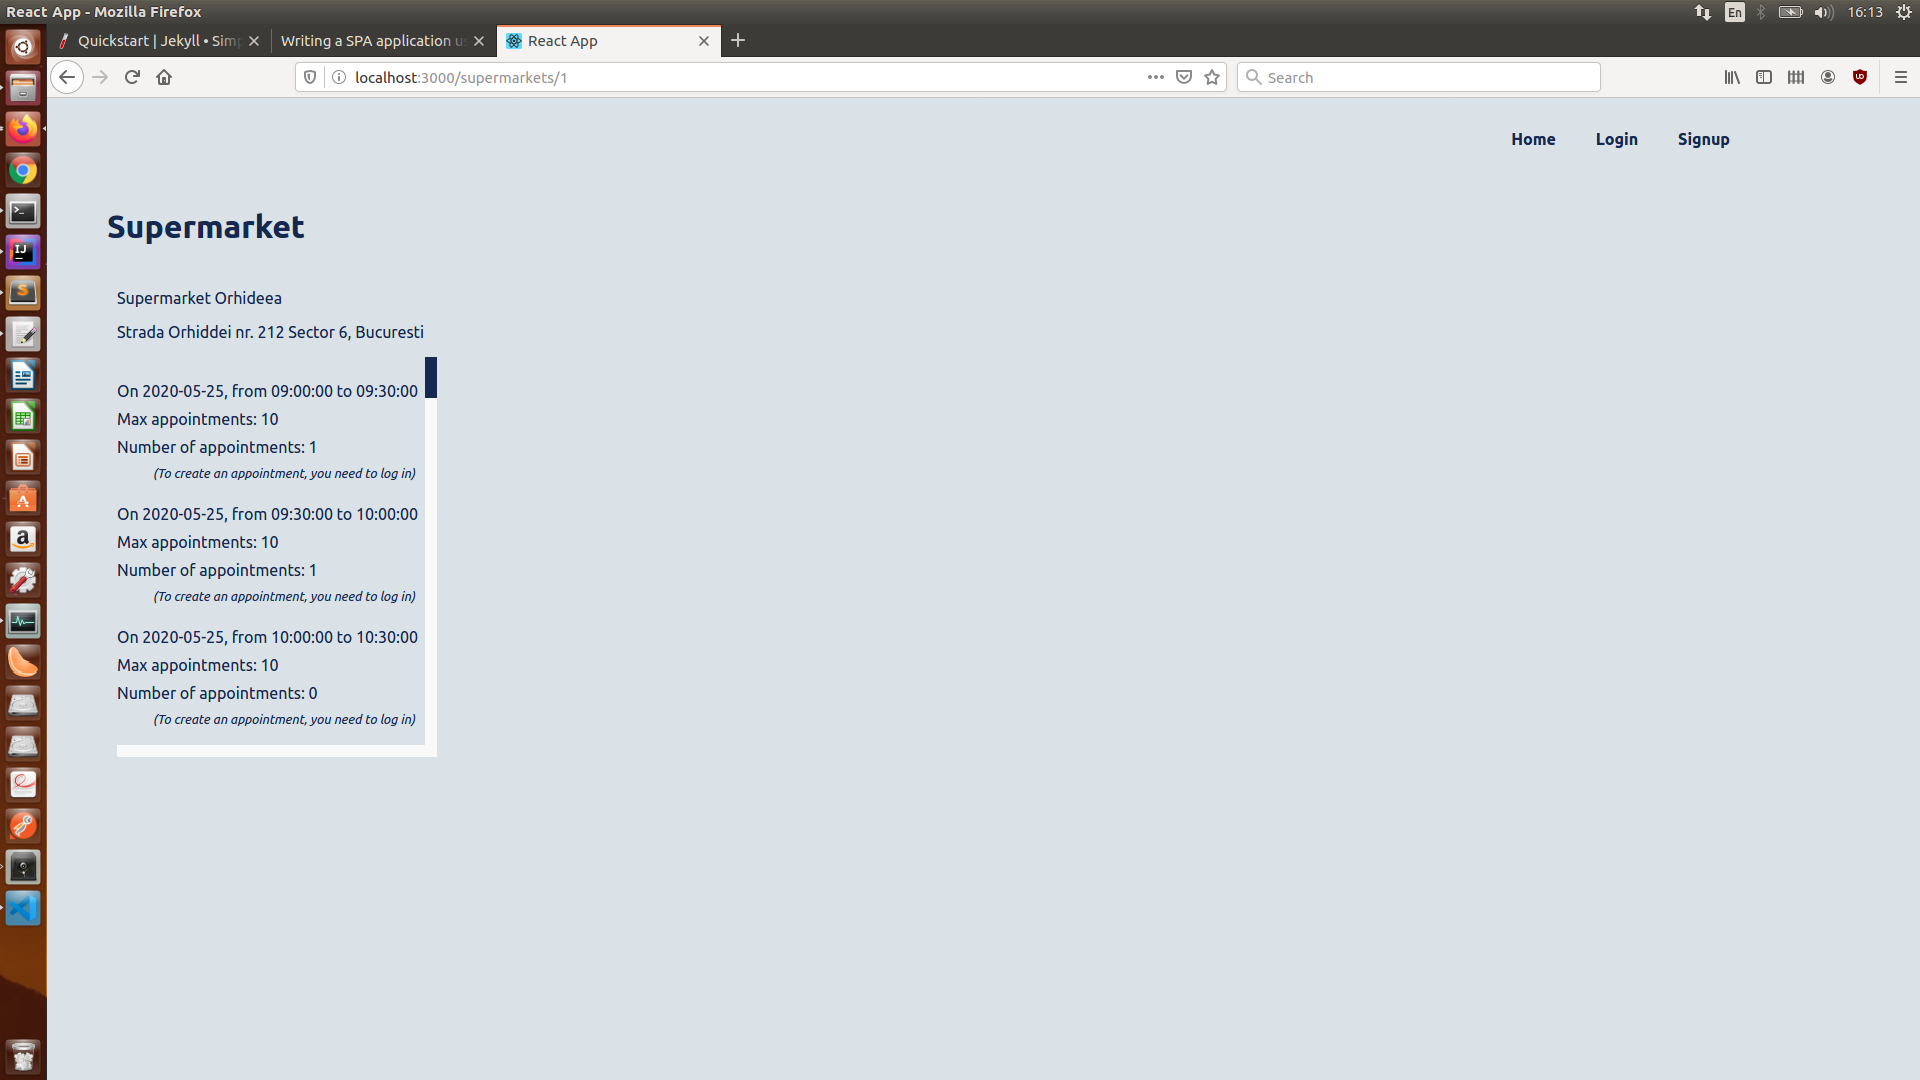 React App - Mozilla Firefox
En
16:13
Quickstart | Jekyll • Sim
Writing a SPA application u
React App
localhost:3000/supermarkets/1
Search
Home
Login
Signup
Supermarket
Supermarket Orhideea
Strada Orhiddei nr. 212 Sector 6, Bucuresti
On 2020-05-25, from 09:00:00 to 09:30:00
Max appointments: 10
Number of appointments: 1
(To create an appointment, you need to log in)
On 2020-05-25, from 09:30:00 to 10:00:00
Max appointments: 10
Number of appointments: 1
(To create an appointment, you need to log in)
On 2020-05-25, from 10:00:00 to 10:30:00
Max appointments: 10
Number of appointments: 0
(To create an appointment, you need to log in)